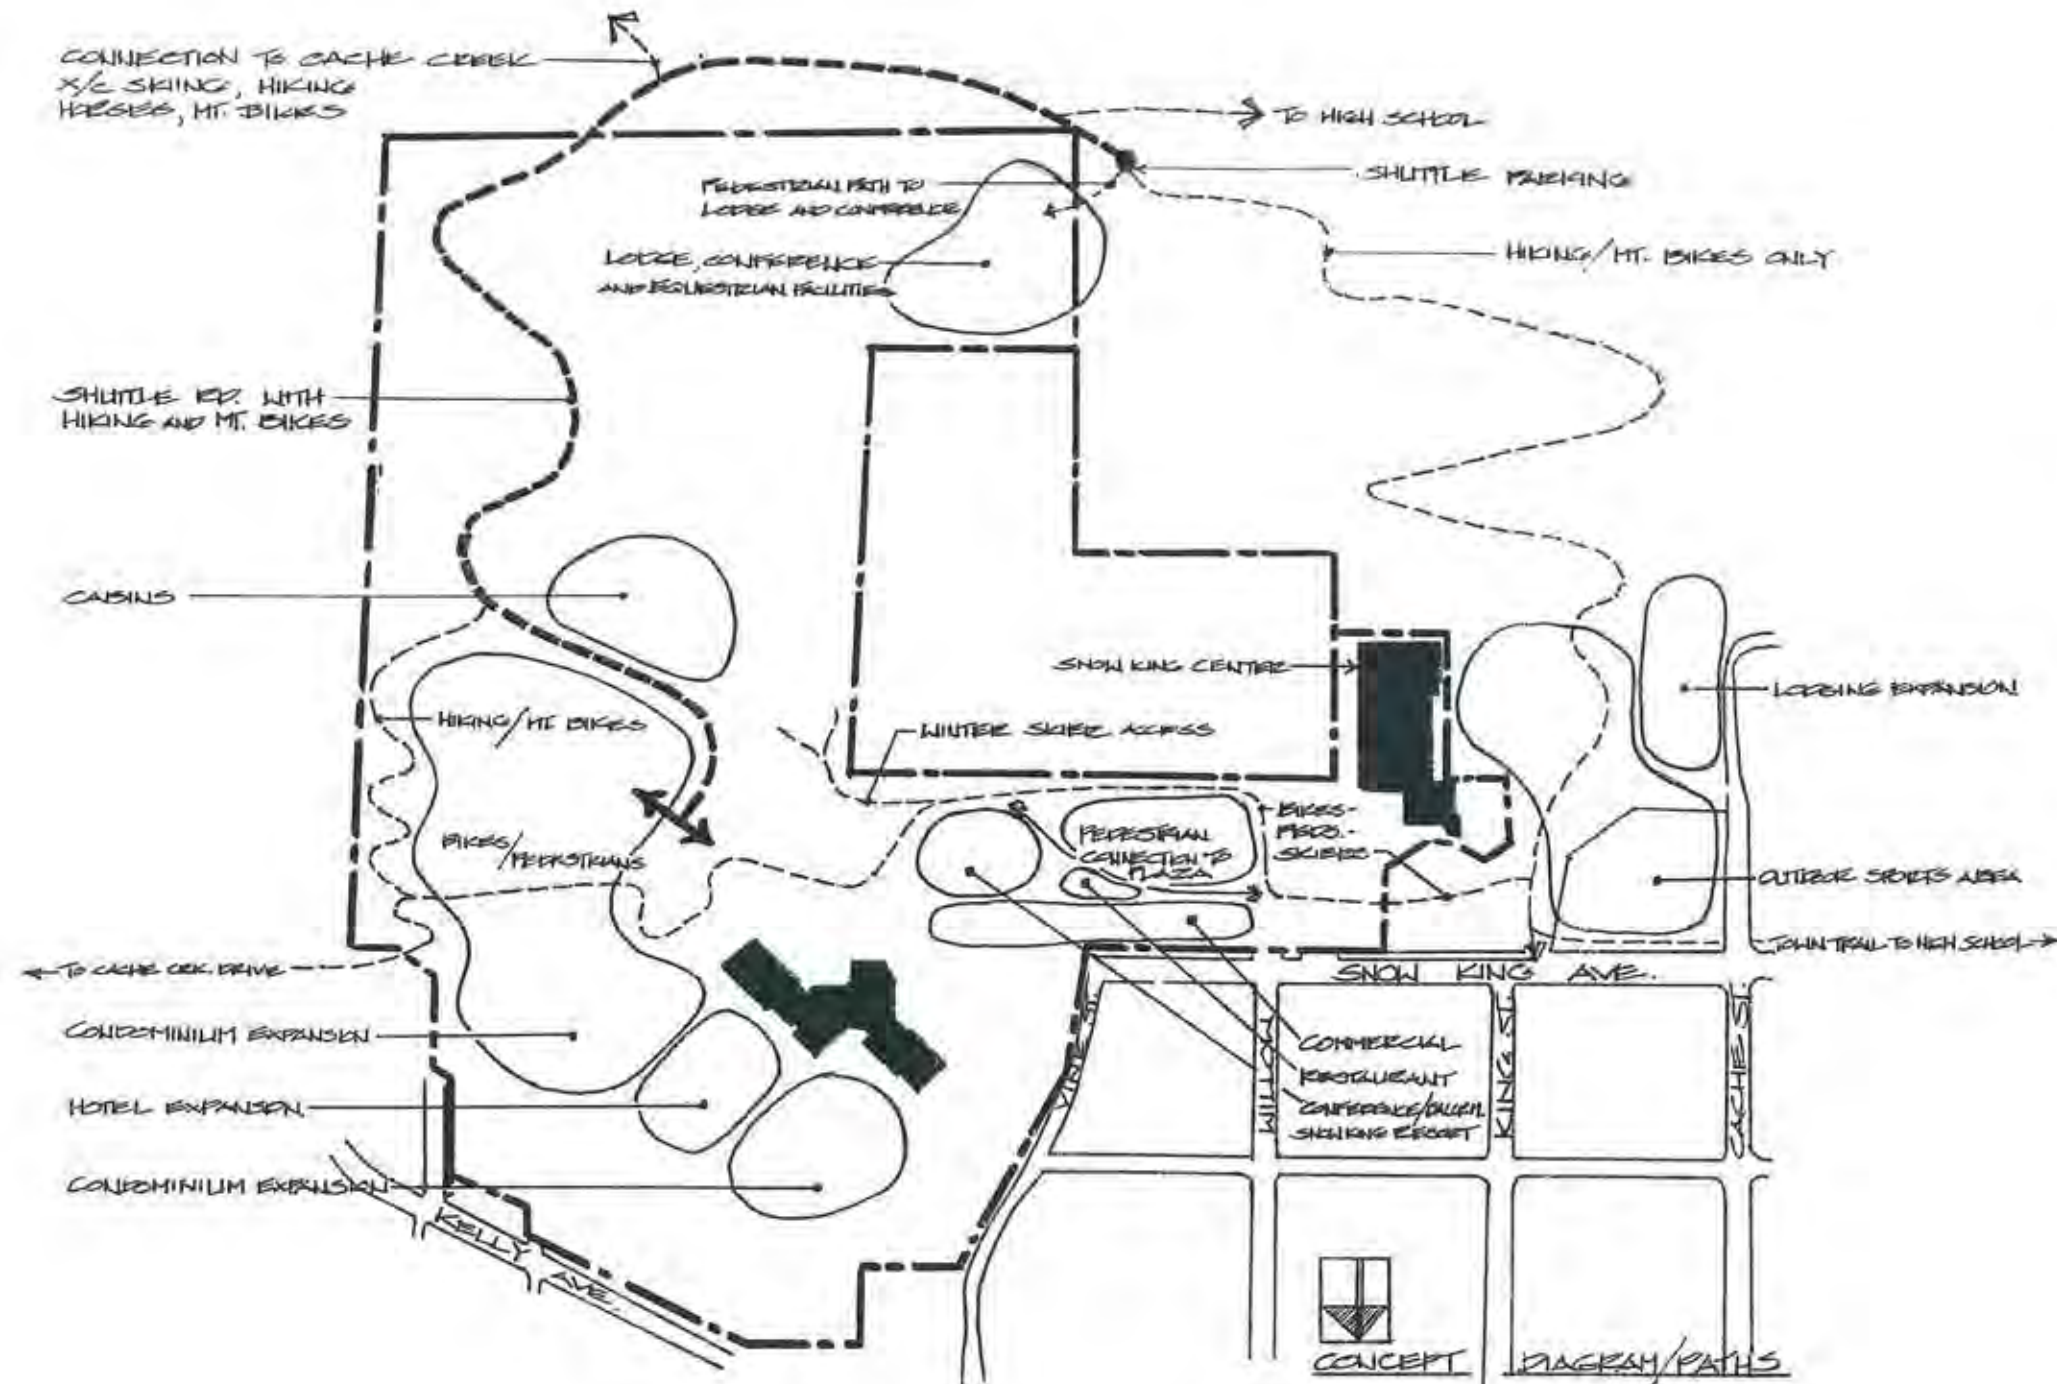 CONNECTION TO CACHE CREEK
X/C SKIING, HIKING
HORSES, MT. BIKES
TO HIGH SCHOOL
SHUTTLE PARKING
PEDESTRIAN PATH TO
LODGE AND CONFERENCE
HIKING/MT. BIKES ONLY
LODGE, CONFERENCE
AND EQUESTRIAN FACILITIES
SHUTTLE RD. WITH
HIKING AND MT. BIKES
CABINS
SNOW KING CENTER
LODGING EXPANSION
HIKING/MT BIKES
WINTER SKIER ACCESS
BIKES-
PEDS.-
SKIERS
PEDESTRIAN
CONNECTION TO
PLAZA
BIKES/PEDESTRIANS
OUTDOOR SPORTS AREA
TOWN TRAIL TO HIGH SCHOOL
TO CACHE CRK. DRIVE
SNOW KING AVE.
CONDOMINIUM EXPANSION
VINE ST.
WILLOW
KING ST.
CACHE ST.
COMMERCIAL
RESTAURANT
CONFERENCE/
SNOW KING RESORT
HOTEL EXPANSION
CONDOMINIUM EXPANSION
KELLY AVE.
CONCEPT DIAGRAM/PATHS